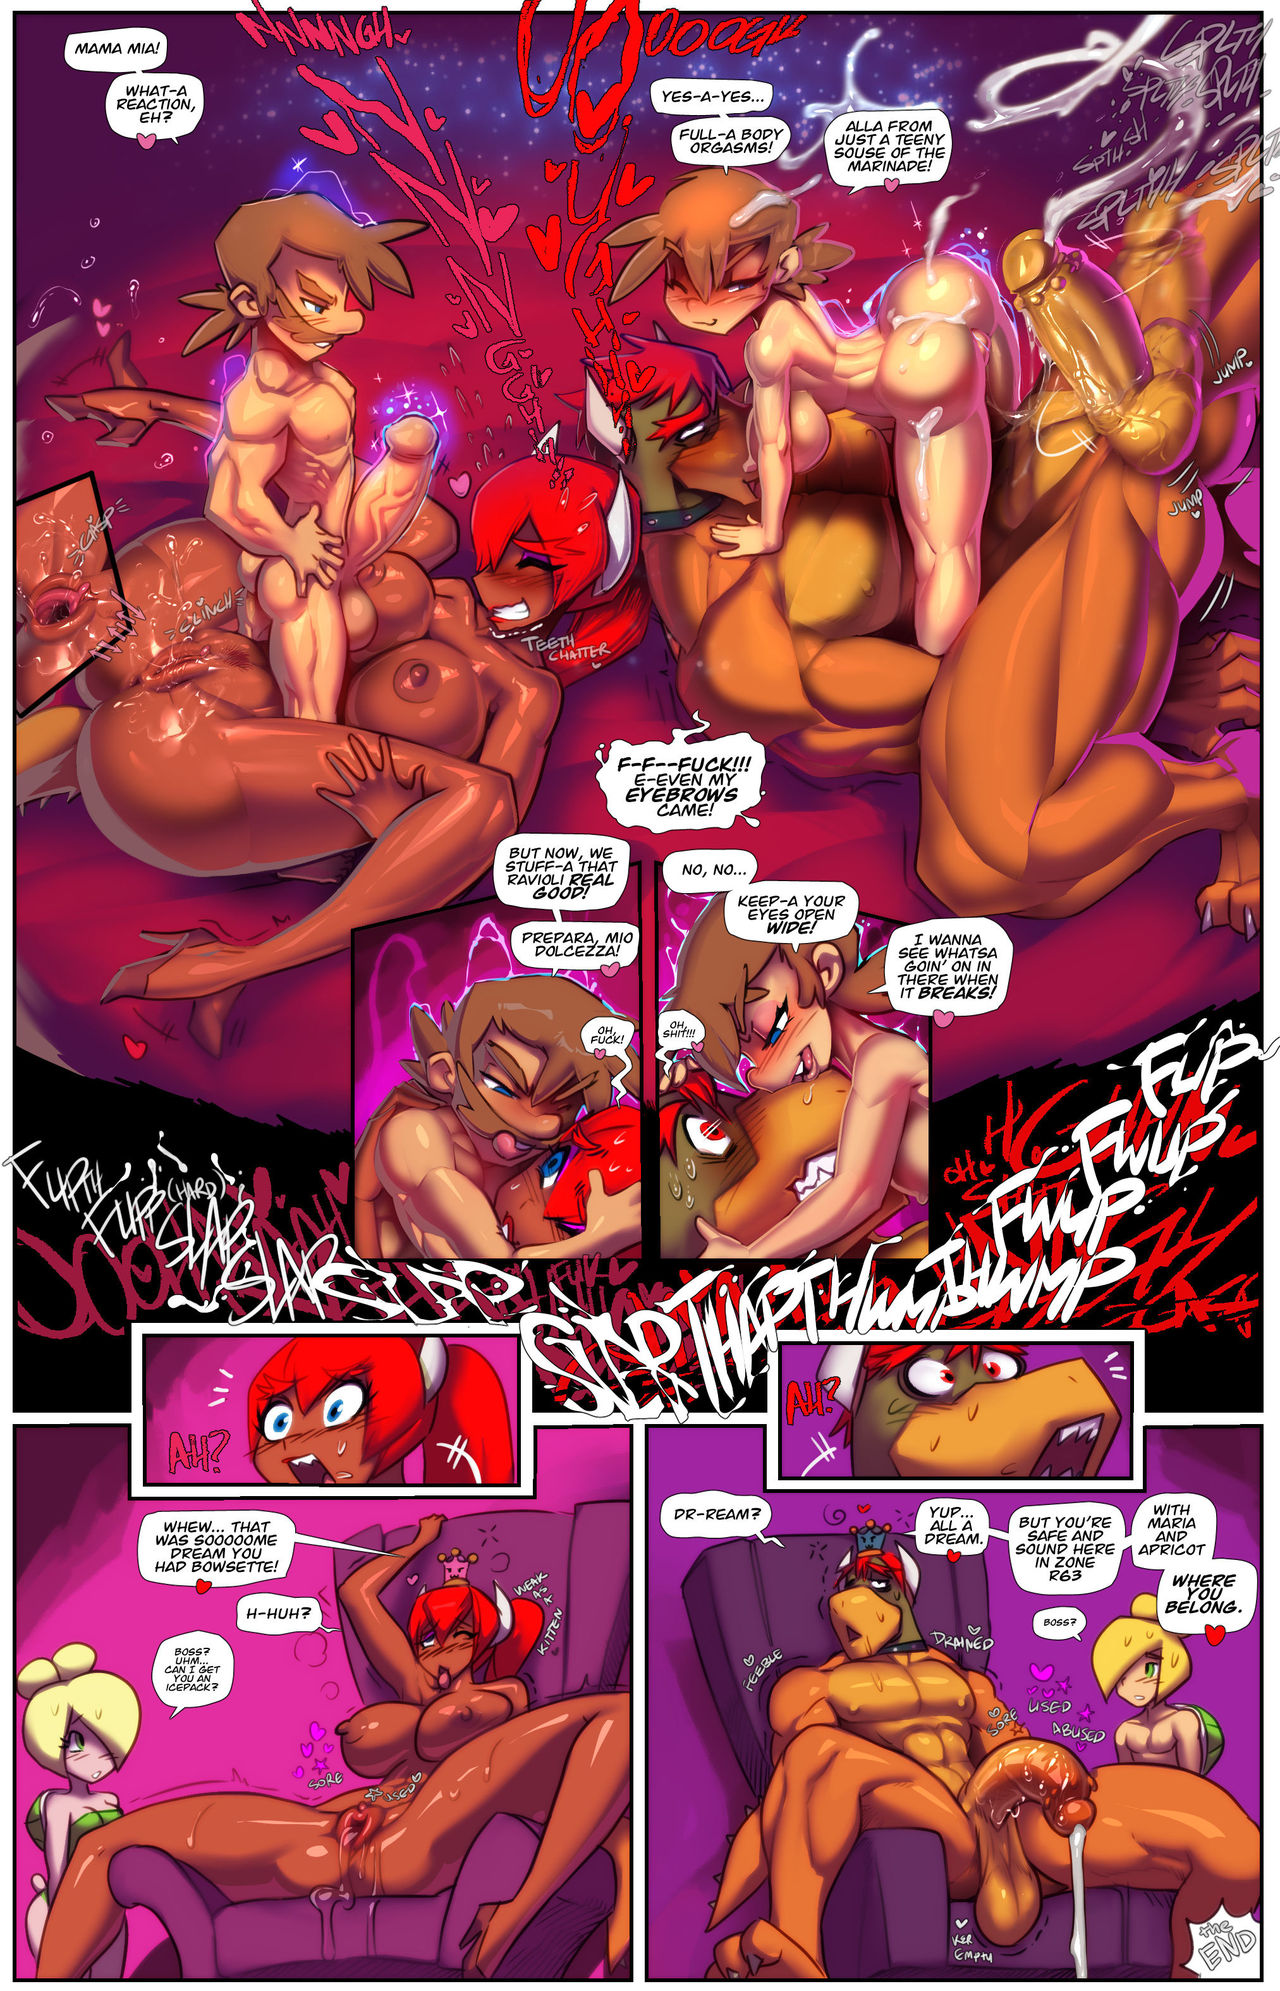 MAMA MIA!
WHAT-A
REACTION,
EH?
NNNNGH
YES-A-YES...
FULL-A BODY
ORGASMS!
ALLA FROM
JUST A TEENY
SOUSE OF THE
MARINADE!
SPLTH
JUMP
JUMP
GASP
CLINCH
TEETH
CHATTER
F-F--FUCK!!!
E-EVEN MY
EYEBROWS
CAME!
BUT NOW, WE
STUFF-A THAT
RAVIOLI REAL
GOOD!
PREPARA, MIO
DOLCEZZA!
OH,
FUCK!
NO, NO...
KEEP-A YOUR
EYES OPEN
WIDE!
I WANNA
SEE WHATSA
GOIN' ON IN
THERE WHEN
IT BREAKS!
OH,
SHIT!!!
FUP
FWUP
FWUP
(HARD)
SLAP
AH?
AH?
WHEW... THAT
WAS SOOOOOME
DREAM YOU
HAD BOWSETTE!
H-HUH?
BOSS?
UHM...
CAN I GET
YOU AN
ICEPACK?
WEAK
AS
A
KITTEN
SORE
USED
DR-REAM?
YUP...
ALL A
DREAM.
BUT YOU'RE
SAFE AND
SOUND HERE
IN ZONE
R63
WITH
MARIA
AND
APRICOT
WHERE
YOU
BELONG.
BOSS?
FEEBLE
DRAINED
SORE
USED
ABUSED
KER
EMPTY
the
END